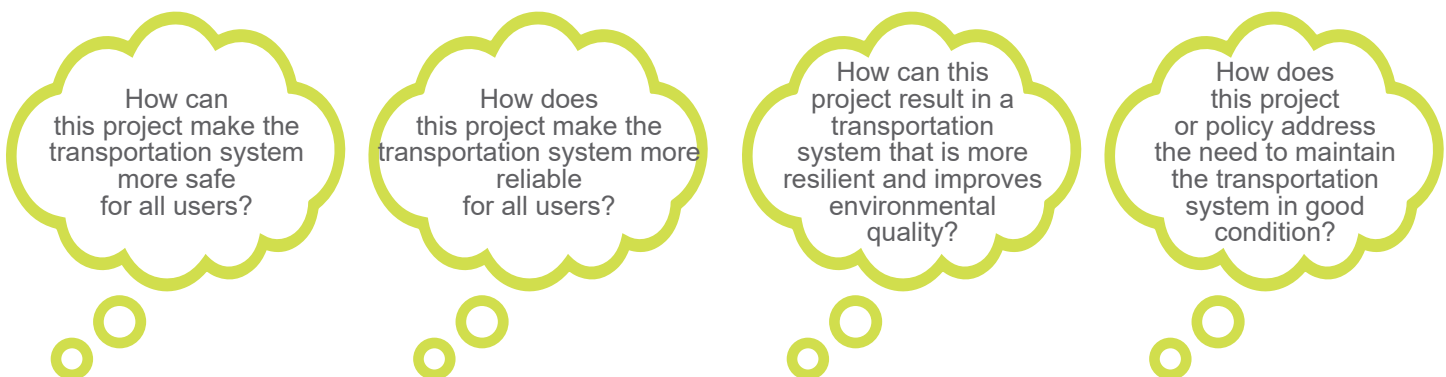 How can
this project make the
transportation system
more safe
for all users?
How does
this project make the
transportation system more
reliable
for all users?
How can this
project result in a
transportation
system that is more
resilient and improves
environmental
quality?
How does
this project
or policy address
the need to maintain
the transportation
system in good
condition?